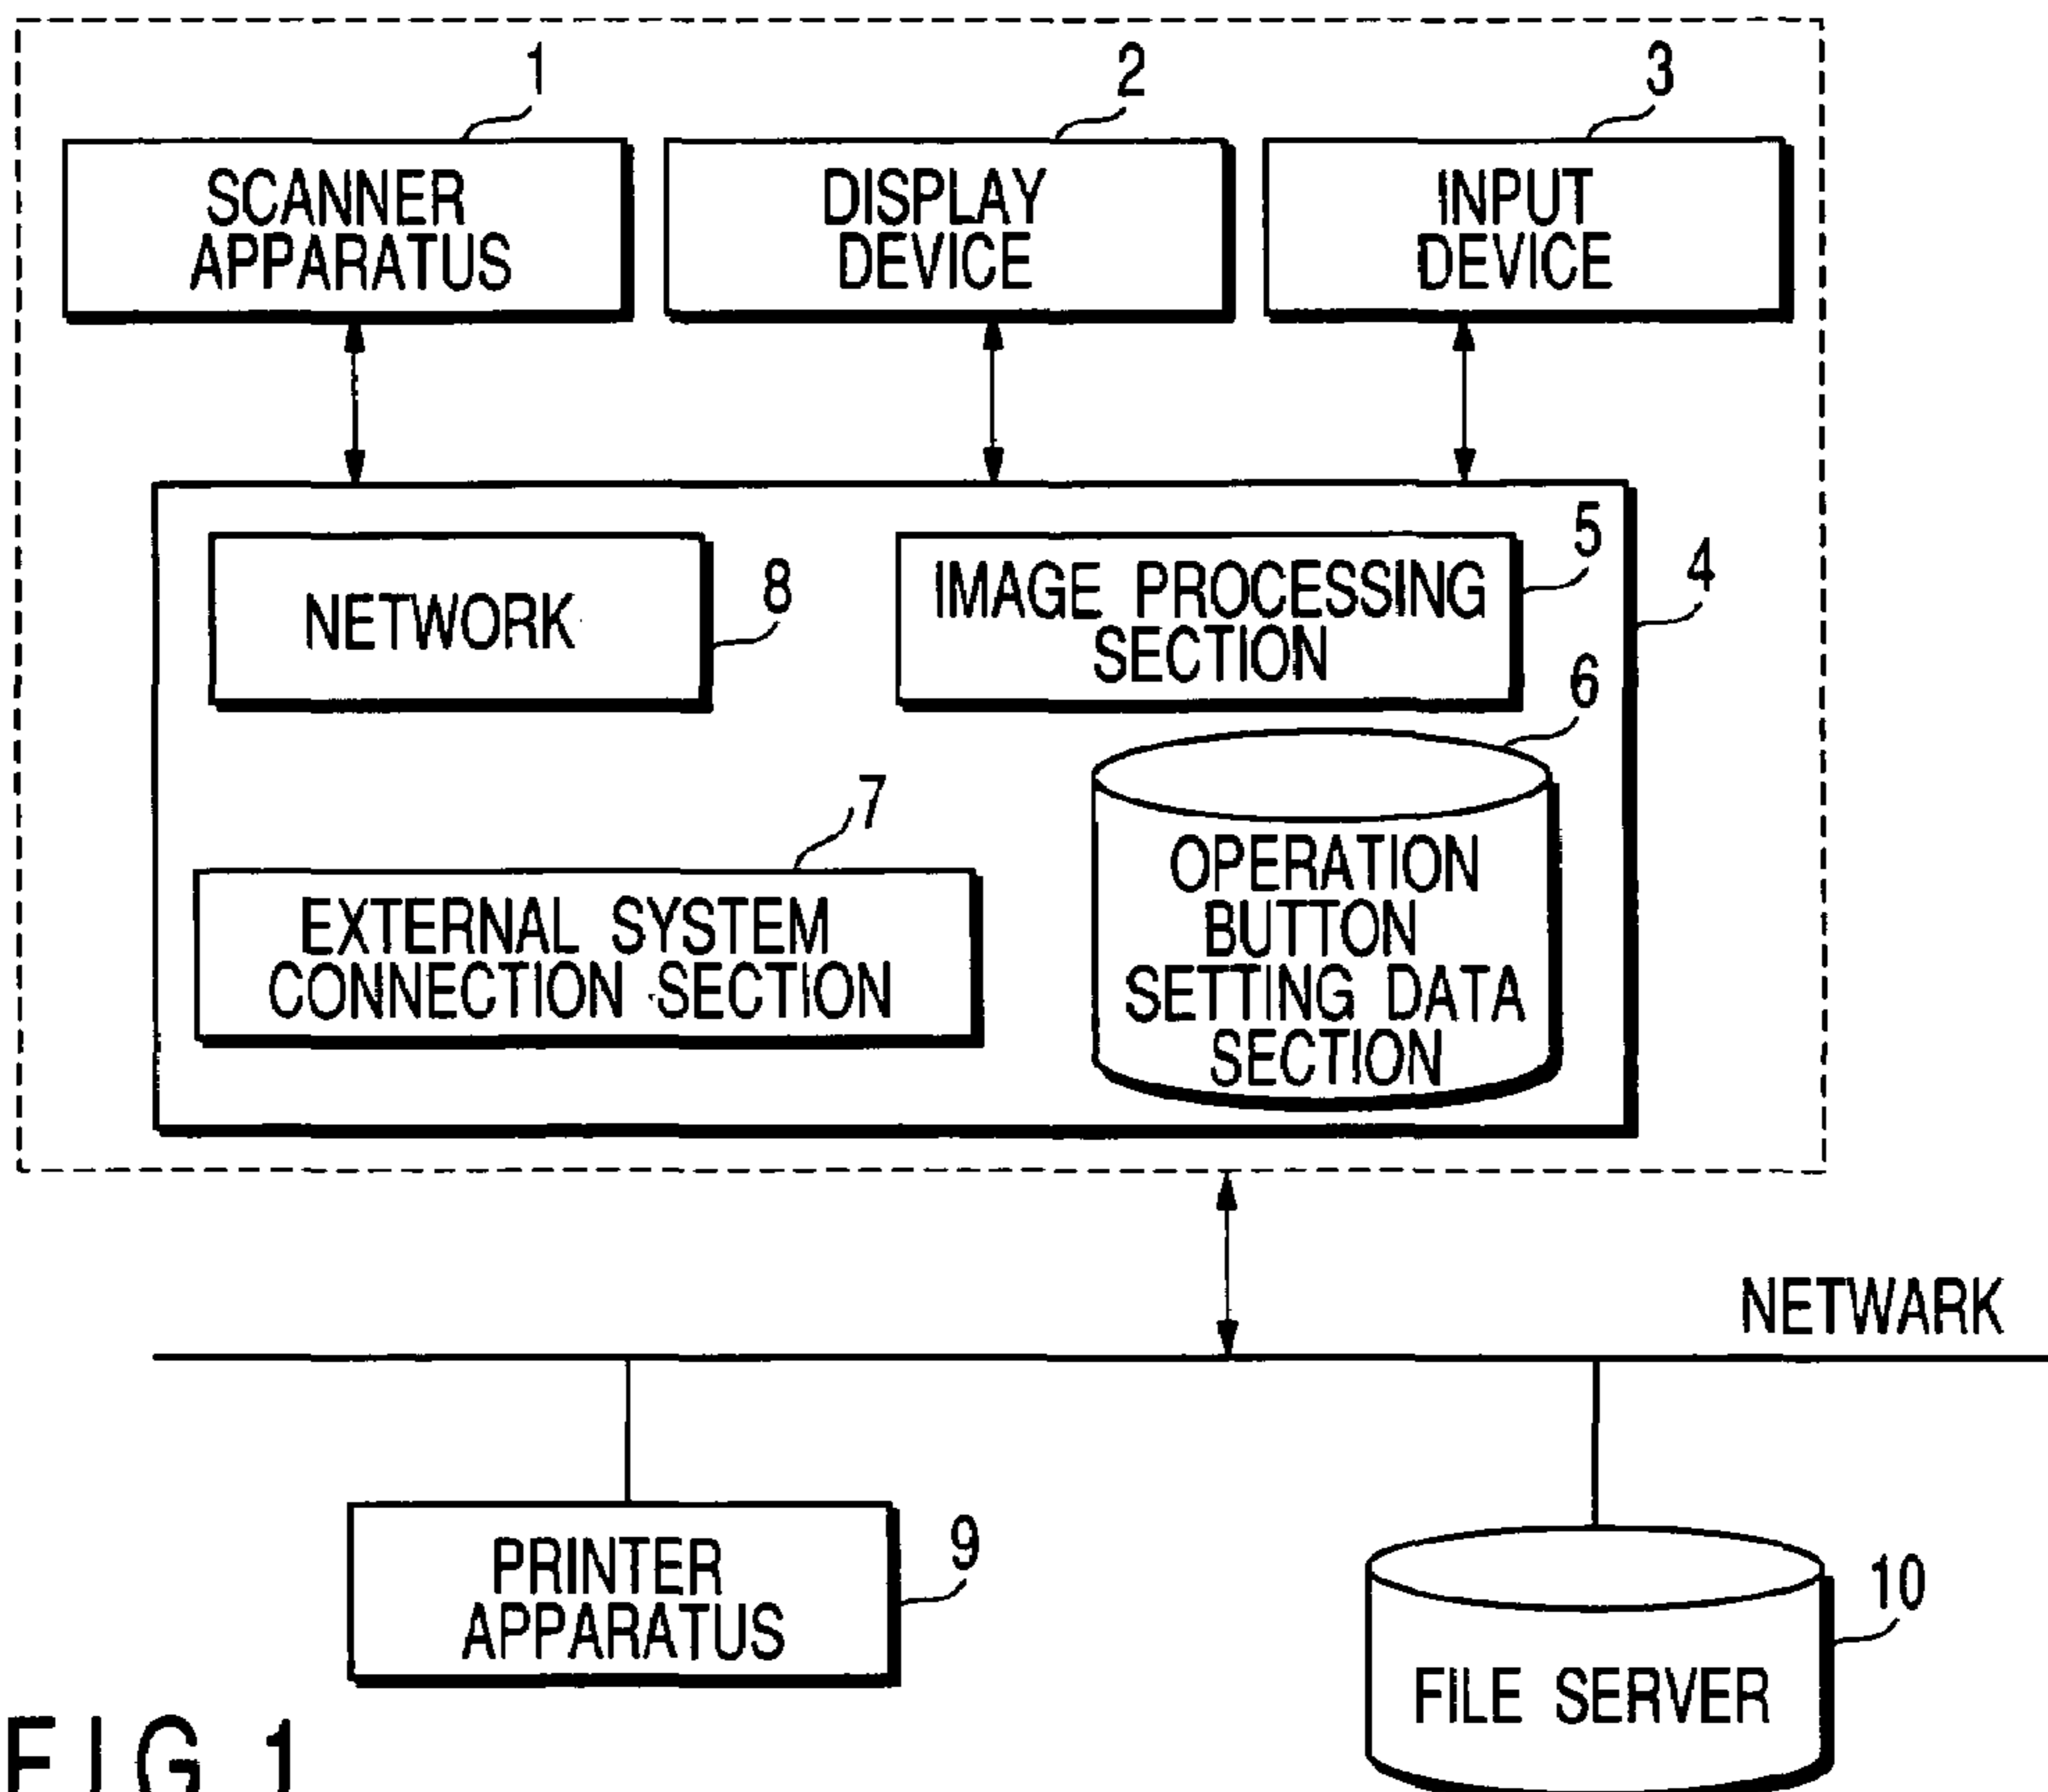 1
2
3
SCANNER
APPARATUS
DISPLAY
DEVICE
INPUT
DEVICE
NETWORK
8
IMAGE PROCESSING
SECTION
5
4
6
7
EXTERNAL SYSTEM
CONNECTION SECTION
OPERATION
BUTTON
SETTING DATA
SECTION
NETWARK
PRINTER
APPARATUS
9
FILE SERVER
10
FIG.1